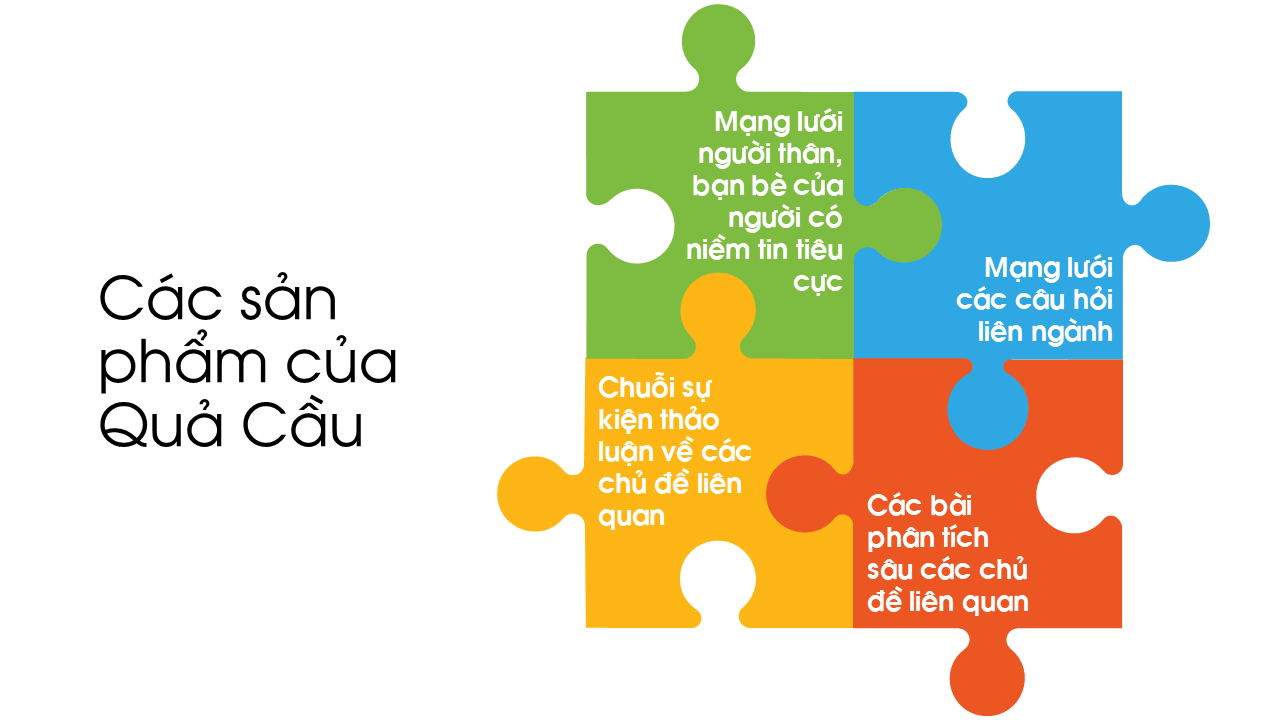 Các sản
phẩm của
Quả Cầu
Mạng lưới
người thân,
bạn bè của
người có
niềm tin tiêu
cực
Mạng lưới
các câu hỏi
liên ngành
Chuỗi sự
kiện thảo
luận về các
chủ đề liên
quan
Các bài
phân tích
sâu các chủ
đề liên quan